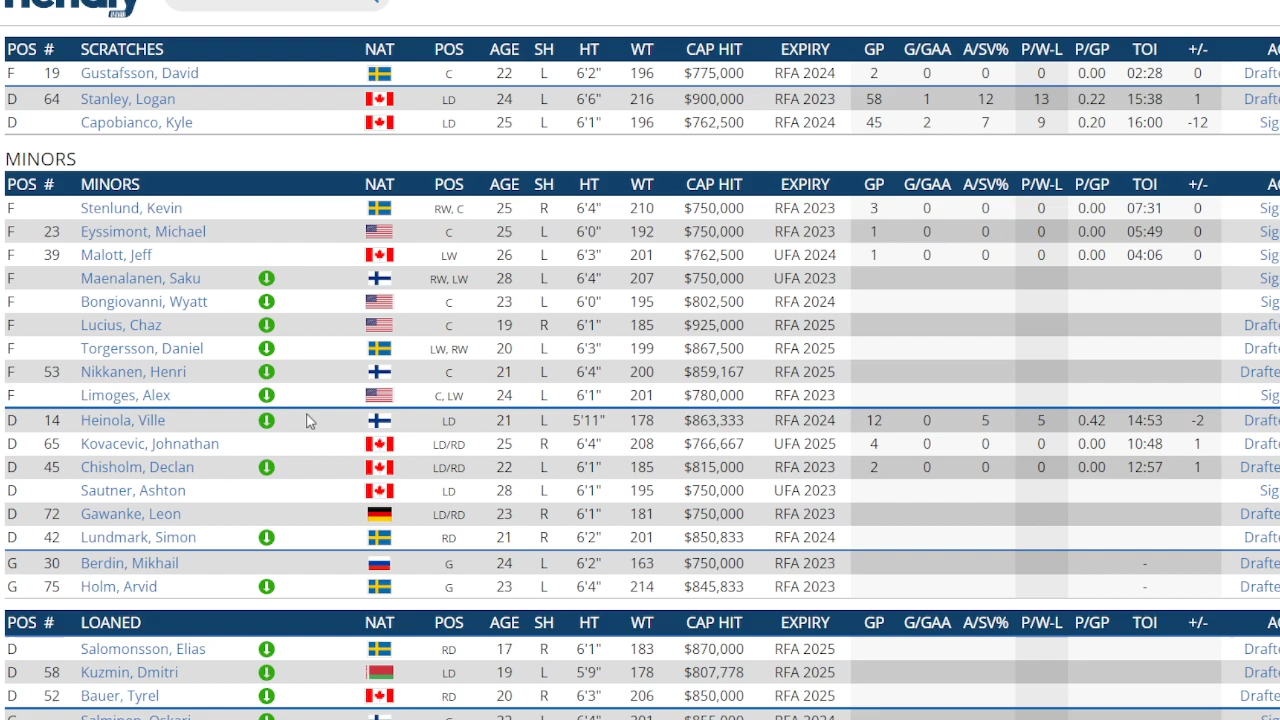 POS # SCRATCHES NAT POS AGE SH HT WT CAP HIT EXPIRY GP G/GAA A/SV% P/W-L P/GP TOI +/-
F 19 Gustafsson, David C 22 L 6'2" 196 $775,000 RFA 2024 2 0 0 0 0.00 02:28 0 Drafte
D 64 Stanley, Logan LD 24 L 6'6" 216 $900,000 RFA 2023 58 1 12 13 0.22 15:38 1 Drafte
D Capobianco, Kyle LD 25 L 6'1" 196 $762,500 RFA 2024 45 2 7 9 0.20 16:00 -12 Sig
MINORS
POS # MINORS NAT POS AGE SH HT WT CAP HIT EXPIRY GP G/GAA A/SV% P/W-L P/GP TOI +/-
F Stenlund, Kevin RW, C 25 R 6'4" 210 $750,000 RFA 2023 3 0 0 0 0.00 07:31 0 Sig
F 23 Eyssimont, Michael C 25 L 6'0" 192 $750,000 RFA 2023 1 0 0 0 0.00 05:49 0 Sig
F 39 Malott, Jeff LW 26 L 6'3" 201 $762,500 UFA 2024 1 0 0 0 0.00 04:06 0 Sig
F Maenalanen, Saku RW, LW 28 L 6'4" 207 $750,000 UFA 2023 Sig
F Bongiovanni, Wyatt C 23 L 6'0" 195 $802,500 RFA 2024 Sig
F Lucius, Chaz C 19 R 6'1" 185 $925,000 RFA 2025 Drafte
F Torgersson, Daniel LW, RW 20 L 6'3" 199 $867,500 RFA 2025 Drafte
F 53 Nikkanen, Henri C 21 L 6'4" 200 $859,167 RFA 2025 Drafte
F Limoges, Alex C, LW 24 L 6'1" 201 $780,000 RFA 2023 Sig
D 14 Heinola, Ville LD 21 L 5'11" 178 $863,333 RFA 2024 12 0 5 5 0.42 14:53 -2 Drafte
D 65 Kovacevic, Johnathan LD/RD 25 R 6'4" 208 $766,667 UFA 2025 4 0 0 0 0.00 10:48 1 Drafte
D 45 Chisholm, Declan LD/RD 22 L 6'1" 185 $815,000 RFA 2023 2 0 0 0 0.00 12:57 1 Drafte
D Sautner, Ashton LD 28 L 6'1" 195 $750,000 UFA 2023 Sig
D 72 Gawanke, Leon LD/RD 23 R 6'1" 199 $750,000 RFA 2023 Drafte
D 42 Lundmark, Simon RD 21 R 6'2" 201 $850,833 RFA 2024 Drafte
G 30 Berdin, Mikhail G 24 L 6'2" 163 $750,000 RFA 2023 - Drafte
G 75 Holm, Arvid G 23 L 6'4" 214 $845,833 RFA 2023 - Drafte
POS # LOANED NAT POS AGE SH HT WT CAP HIT EXPIRY GP G/GAA A/SV% P/W-L P/GP TOI +/-
D Salomonsson, Elias RD 17 R 6'1" 183 $870,000 RFA 2025 Drafte
D 58 Kuzmin, Dmitri LD 19 L 5'9" 178 $807,778 RFA 2025 Drafte
D 52 Bauer, Tyrel RD 20 R 6'3" 206 $850,000 RFA 2025 Drafte